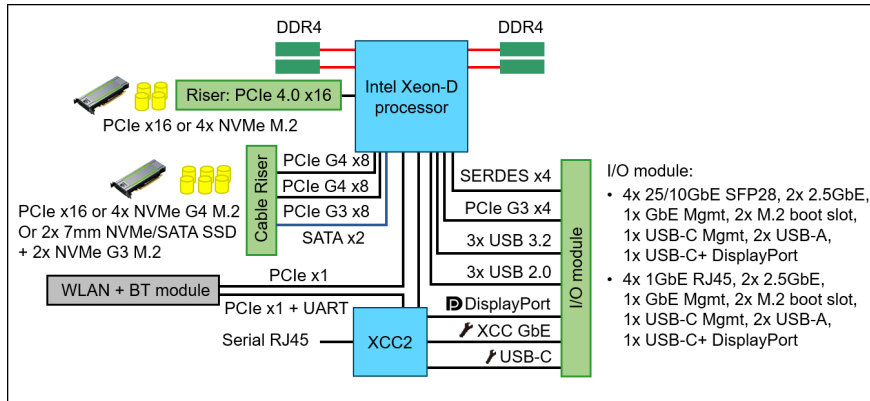 DDR4
DDR4
Intel Xeon-D
processor
Riser: PCIe 4.0 x16
PCIe x16 or 4x NVMe M.2
Cable Riser
PCIe G4 x8
PCIe G4 x8
PCIe G3 x8
SATA x2
PCIe x16 or 4x NVMe G4 M.2
Or 2x 7mm NVMe/SATA SSD
+ 2x NVMe G3 M.2
WLAN + BT module
PCIe x1
PCIe x1 + UART
Serial RJ45
XCC2
SERDES x4
PCIe G3 x4
3x USB 3.2
3x USB 2.0
DisplayPort
XCC GbE
USB-C
I/O module
I/O module:
• 4x 25/10GbE SFP28, 2x 2.5GbE,
1x GbE Mgmt, 2x M.2 boot slot,
1x USB-C Mgmt, 2x USB-A,
1x USB-C+ DisplayPort
• 4x 1GbE RJ45, 2x 2.5GbE,
1x GbE Mgmt, 2x M.2 boot slot,
1x USB-C Mgmt, 2x USB-A,
1x USB-C+ DisplayPort